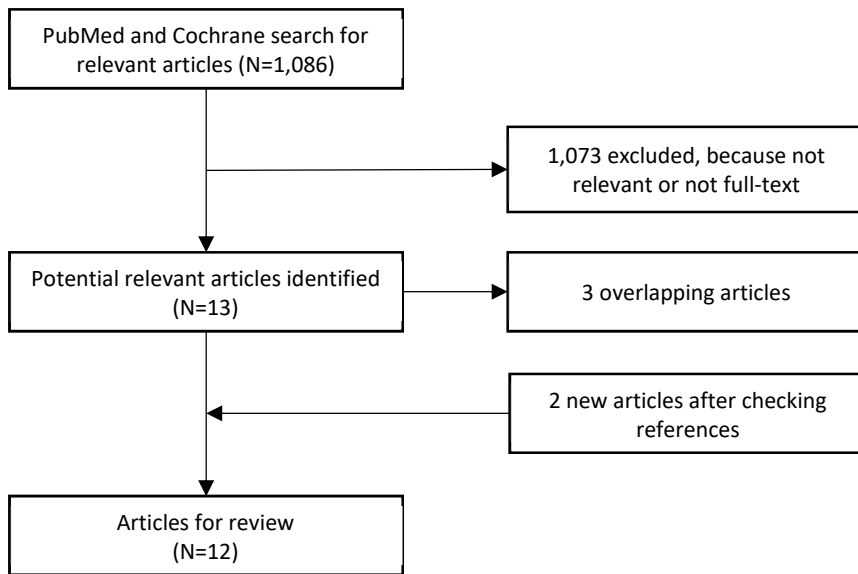 PubMed and Cochrane search for
relevant articles (N=1,086)
1,073 excluded, because not
relevant or not full-text
Potential relevant articles identified
(N=13)
3 overlapping articles
2 new articles after checking
references
Articles for review
(N=12)